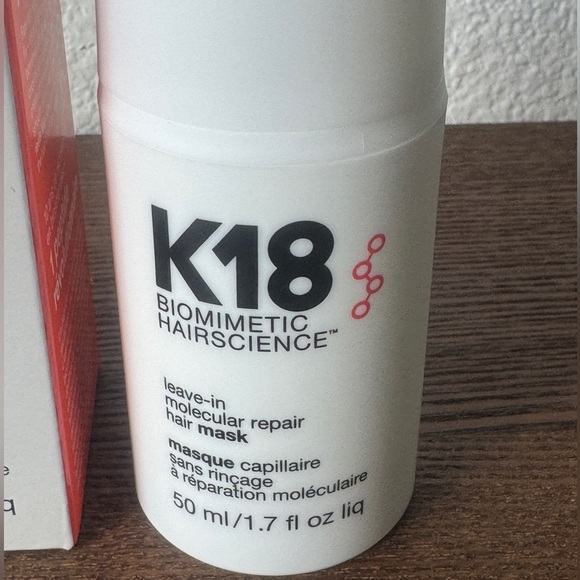 K18
BIOMIMETIC
HAIRSCIENCE™
leave-in
molecular repair
hair mask
masque capillaire
sans rinçage
à réparation moléculaire
50 ml/1.7 fl oz liq